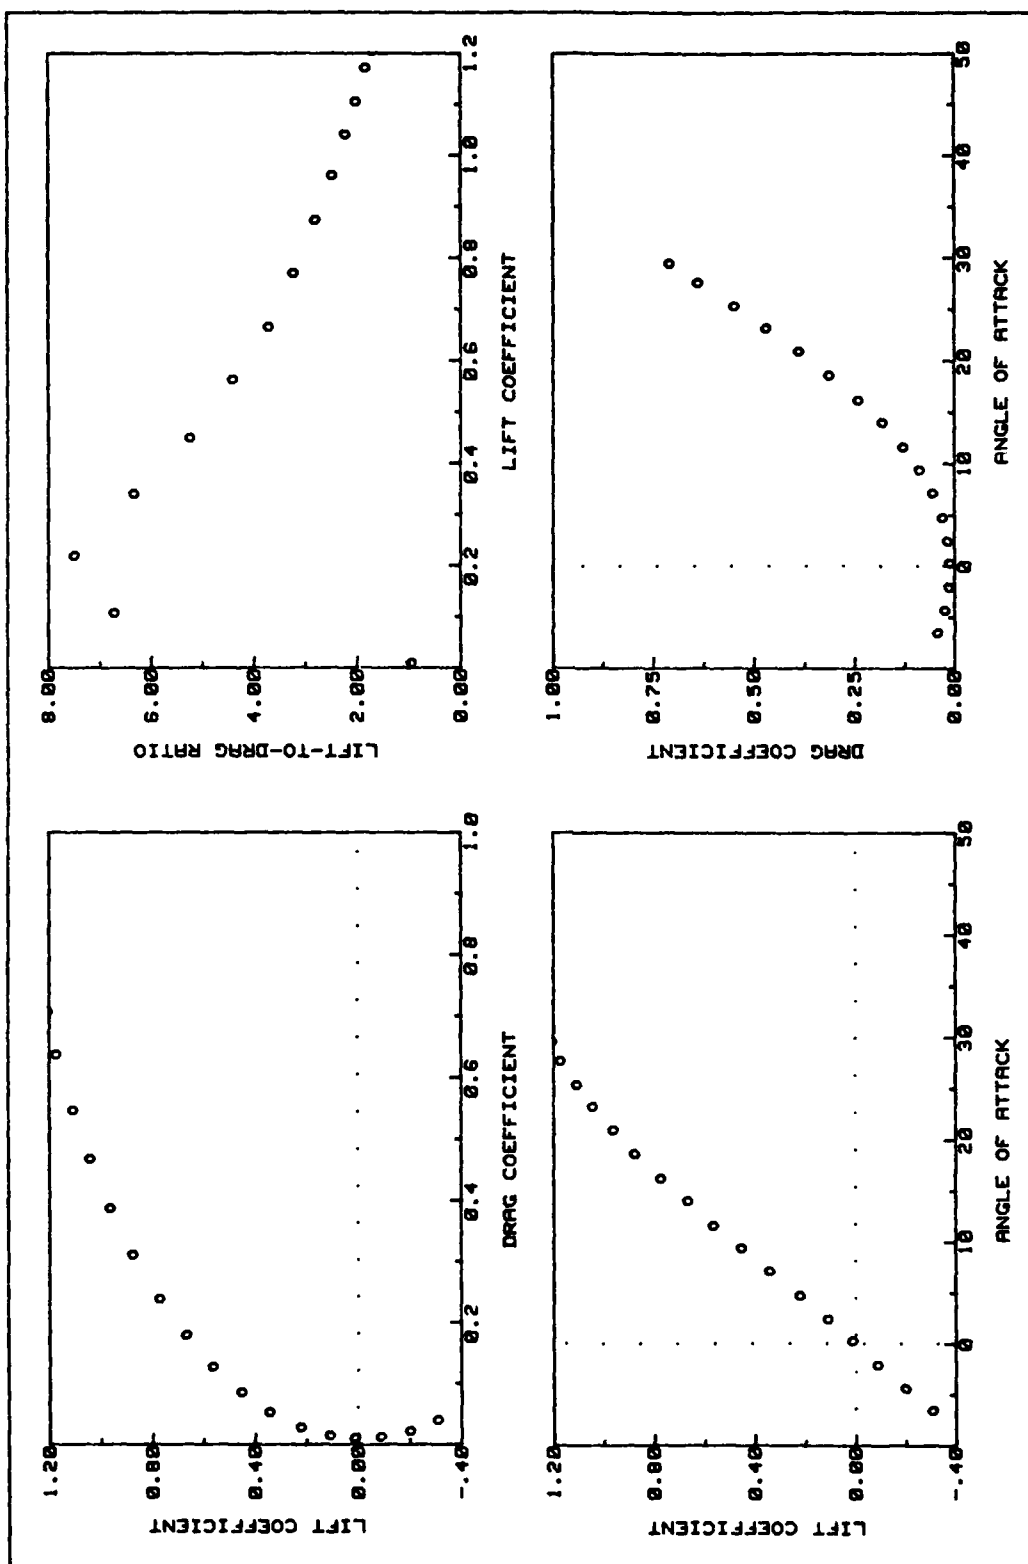 LIFT COEFFICIENT
1.20
0.80
0.40
0.00
-.40
0.2 0.4 0.6 0.8 1.0
DRAG COEFFICIENT
LIFT-TO-DRAG RATIO
8.00
6.00
4.00
2.00
0.00
0.2 0.4 0.6 0.8 1.0 1.2
LIFT COEFFICIENT
LIFT COEFFICIENT
1.20
0.80
0.40
0.00
-.40
0 10 20 30 40 50
ANGLE OF ATTACK
DRAG COEFFICIENT
1.00
0.75
0.50
0.25
0.00
0 10 20 30 40 50
ANGLE OF ATTACK